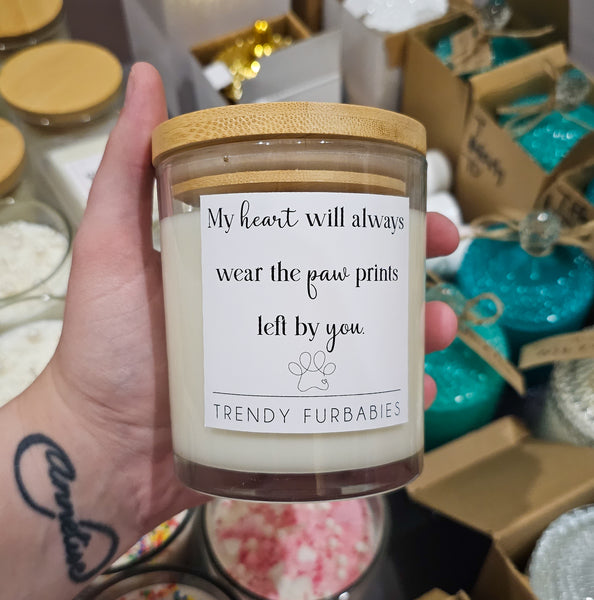 My heart will always
wear the paw prints
left by you.
TRENDY FURBABIES